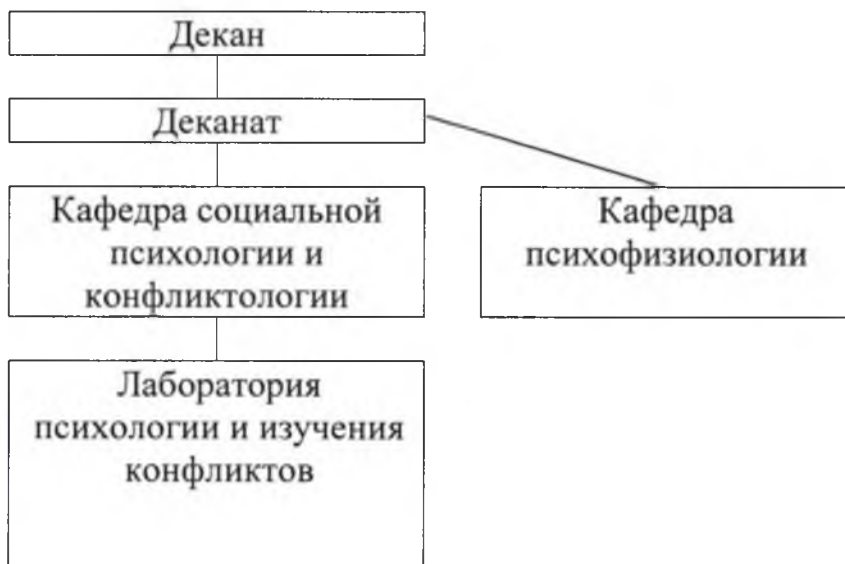 Декан
Деканат
Кафедра социальной
психологии и
конфликтологии
Кафедра
психофизиологии
Лаборатория
психологии и изучения
конфликтов